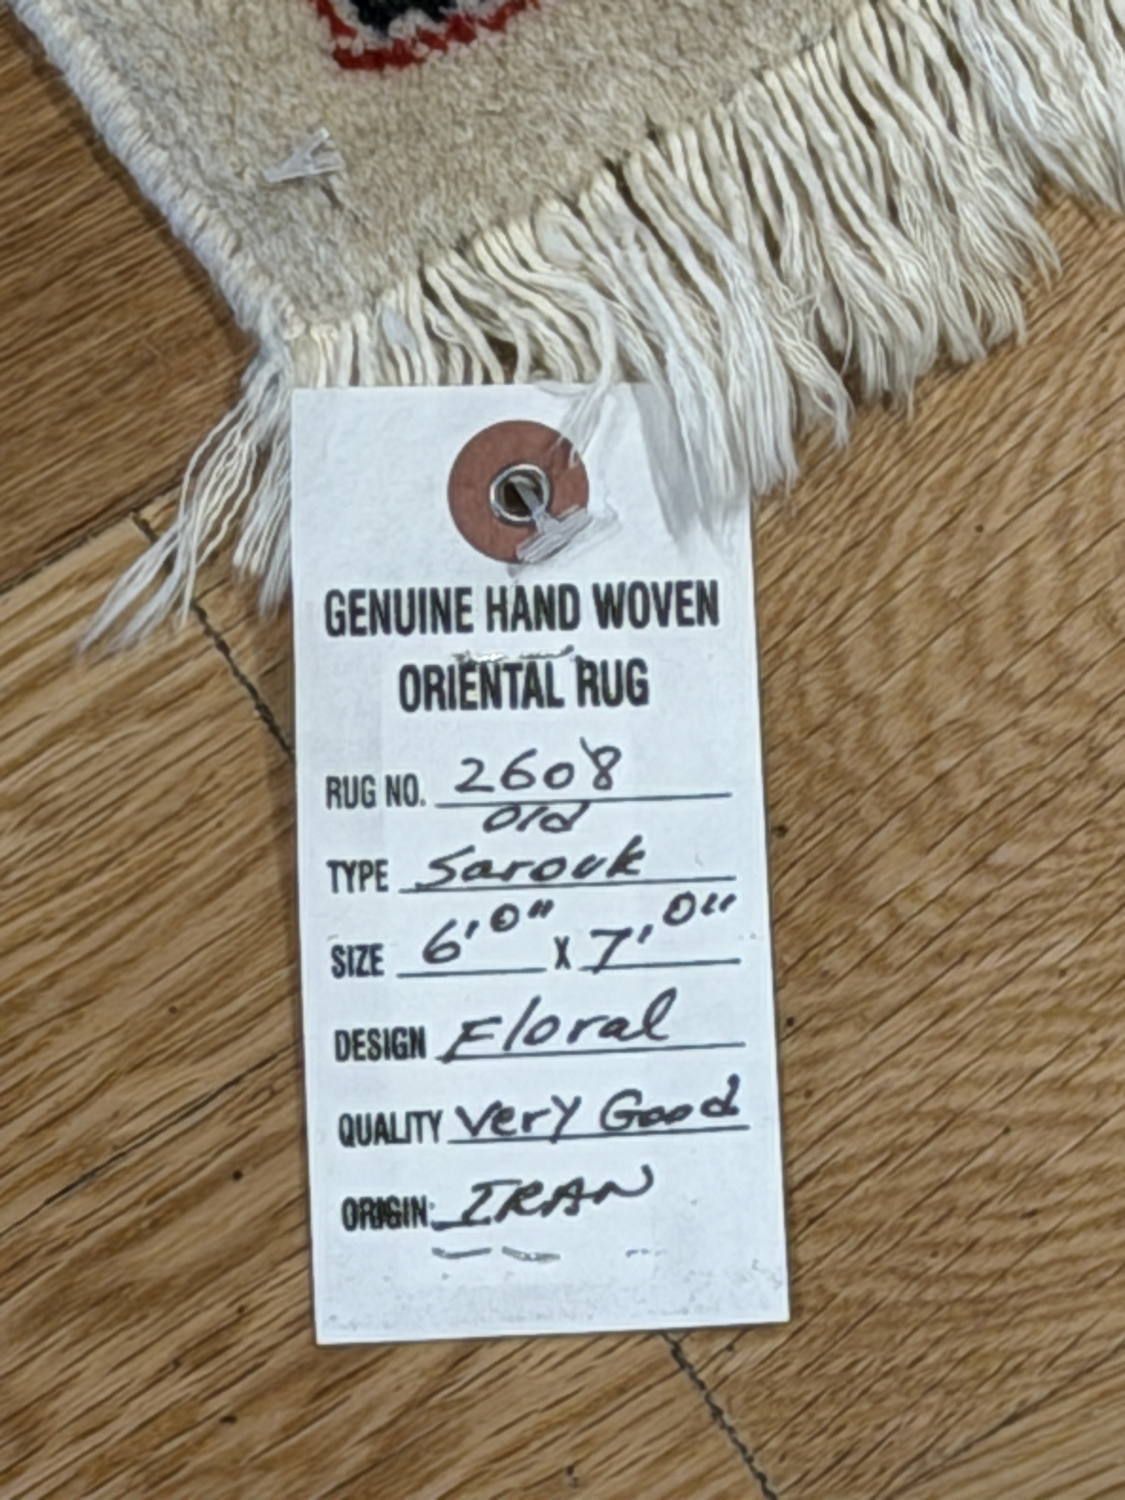 GENUINE HAND WOVEN
ORIENTAL RUG
RUG NO. 2608
old
TYPE Sarouk
SIZE 6'0" X 7'0"
DESIGN Floral
QUALITY Very Good
ORIGIN: IRAN